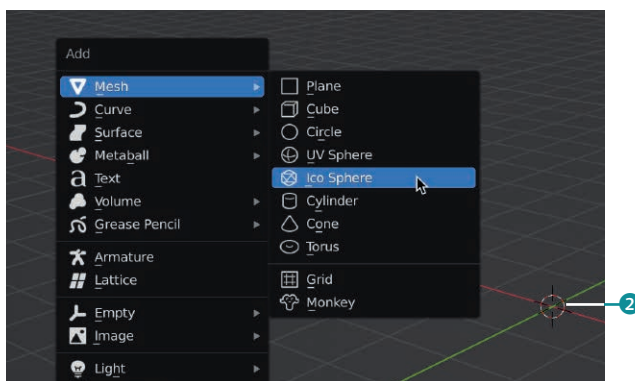 Add
Mesh
Curve
Surface
Metaball
Text
Volume
Grease Pencil
Armature
Lattice
Empty
Image
Light
Plane
Cube
Circle
UV Sphere
Ico Sphere
Cylinder
Cone
Torus
Grid
Monkey
2